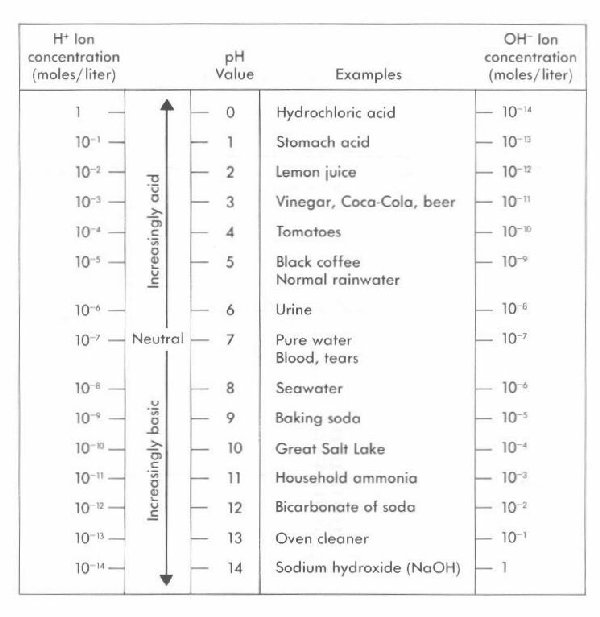 H⁺ Ion concentration (moles/liter) pH Value Examples OH⁻ Ion concentration (moles/liter)
1 0 Hydrochloric acid 10⁻¹⁴
10⁻¹ 1 Stomach acid 10⁻¹³
10⁻² 2 Lemon juice 10⁻¹²
10⁻³ 3 Vinegar, Coca-Cola, beer 10⁻¹¹
10⁻⁴ 4 Tomatoes 10⁻¹⁰
10⁻⁵ 5 Black coffee 10⁻⁹
Normal rainwater
10⁻⁶ 6 Urine 10⁻⁸
10⁻⁷ Neutral 7 Pure water 10⁻⁷
Blood, tears
10⁻⁸ 8 Seawater 10⁻⁶
10⁻⁹ 9 Baking soda 10⁻⁵
10⁻¹⁰ 10 Great Salt Lake 10⁻⁴
10⁻¹¹ 11 Household ammonia 10⁻³
10⁻¹² 12 Bicarbonate of soda 10⁻²
10⁻¹³ 13 Oven cleaner 10⁻¹
10⁻¹⁴ 14 Sodium hydroxide (NaOH) 1
Increasingly acid
Increasingly basic